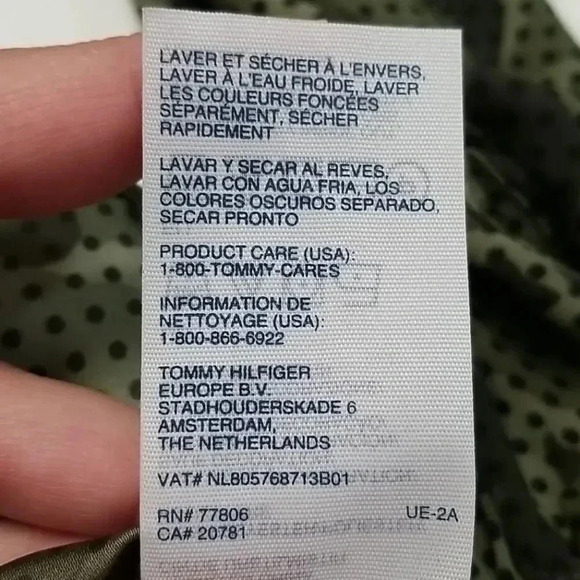 LAVER ET SÉCHER À L'ENVERS,
LAVER À L'EAU FROIDE, LAVER
LES COULEURS FONCÉES
SÉPARÉMENT, SÉCHER
RAPIDEMENT
LAVAR Y SECAR AL REVES,
LAVAR CON AGUA FRIA, LOS
COLORES OSCUROS SEPARADO,
SECAR PRONTO
PRODUCT CARE (USA):
1-800-TOMMY-CARES
INFORMATION DE
NETTOYAGE (USA):
1-800-866-6922
TOMMY HILFIGER
EUROPE B.V.
STADHOUDERSKADE 6
AMSTERDAM,
THE NETHERLANDS
VAT# NL805768713B01
RN# 77806 UE-2A
CA# 20781